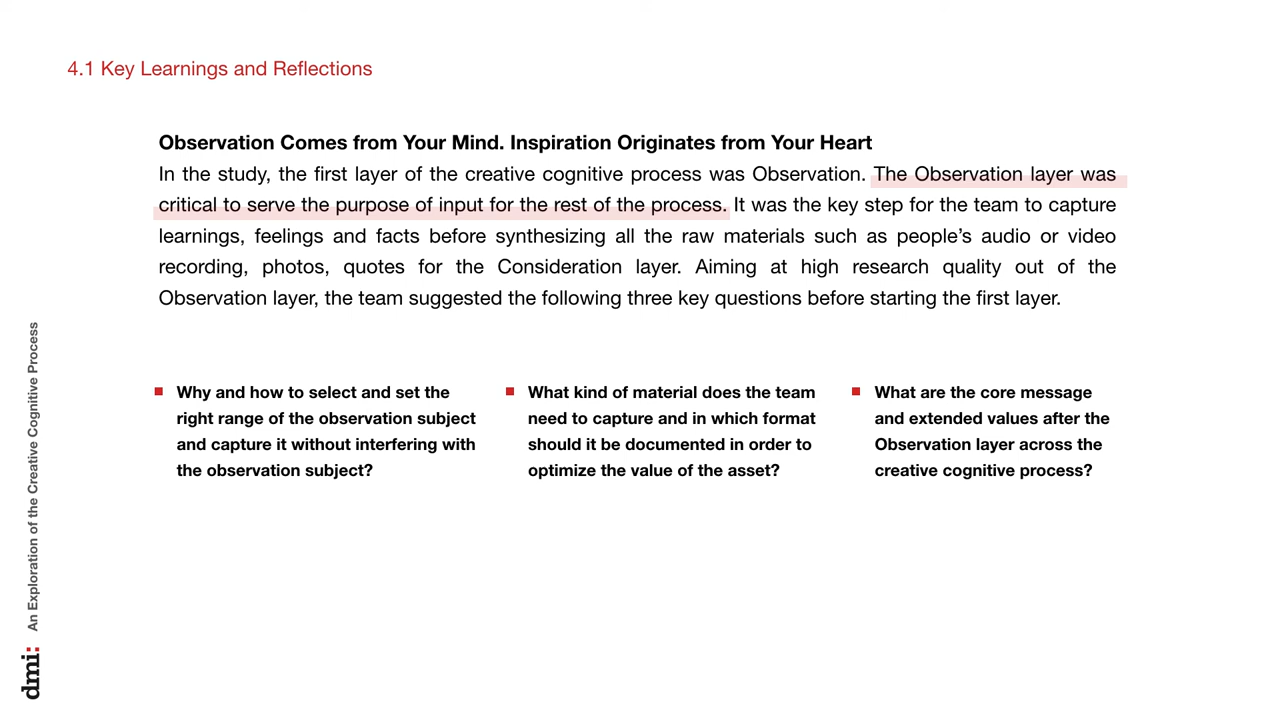 4.1 Key Learnings and Reflections
Observation Comes from Your Mind. Inspiration Originates from Your Heart
In the study, the first layer of the creative cognitive process was Observation. The Observation layer was
critical to serve the purpose of input for the rest of the process. It was the key step for the team to capture
learnings, feelings and facts before synthesizing all the raw materials such as people’s audio or video
recording, photos, quotes for the Consideration layer. Aiming at high research quality out of the
Observation layer, the team suggested the following three key questions before starting the first layer.
Why and how to select and set the
right range of the observation subject
and capture it without interfering with
the observation subject?
What kind of material does the team
need to capture and in which format
should it be documented in order to
optimize the value of the asset?
What are the core message
and extended values after the
Observation layer across the
creative cognitive process?
An Exploration of the Creative Cognitive Process
dmi: